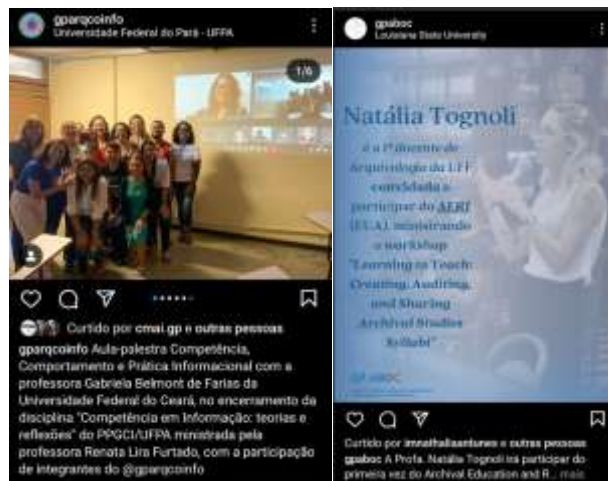 gparqcoinfo
Universidade Federal do Pará - UFPA
1/6
Curtido por cmai.gp e outras pessoas
gparqcoinfo Aula-palestra Competência,
Comportamento e Prática Informacional com a
professora Gabriela Belmont de Farias da
Universidade Federal do Ceará, no encerramento da
disciplina "Competência em Informação: teorias e
reflexões" do PPGCI/UFPA ministrada pela
professora Renata Lira Furtado, com a participação
de integrantes do @gparqcoinfo
gpaboc
Louisiana State University
Natália Tognoli
é a 1ª docente de
Arquivologia da UFF
convidada a
participar do AERI
(EUA), ministrando
o workshop
"Learning to Teach:
Creating, Auditing,
and Sharing
Archival Studies
Syllabi"
Curtido por imnathaliaantunes e outras pessoas
gpaboc A Profa. Natália Tognoli irá participar do
primeira vez do Archival Education and R... mais